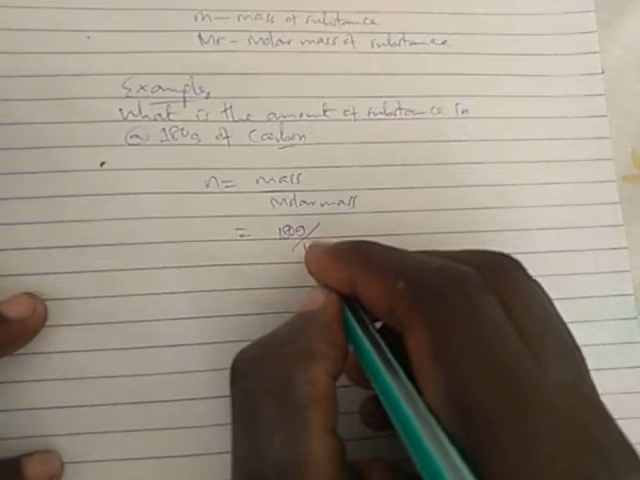 m - mass of substance
Mr - Molar mass of substance
Example,
What is the amount of substance in
@ 180g of Carbon
n = mass
Molar mass
= 180g/